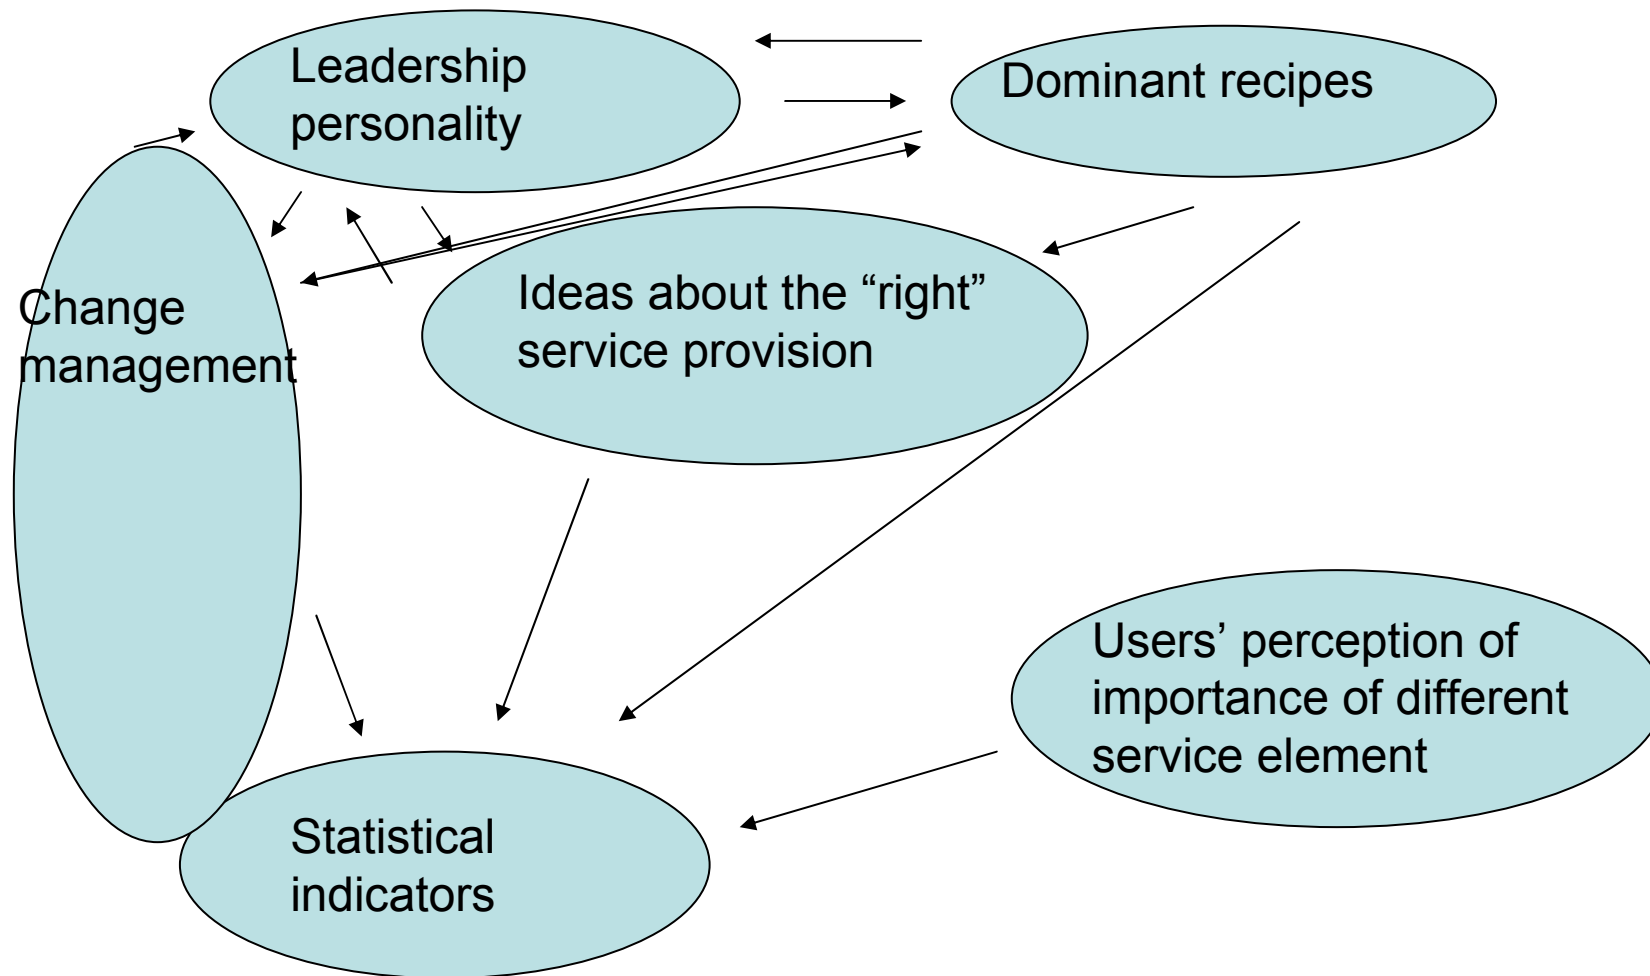 Leadership
personality
Dominant recipes
Change
management
Ideas about the “right”
service provision
Users’ perception of
importance of different
service element
Statistical
indicators